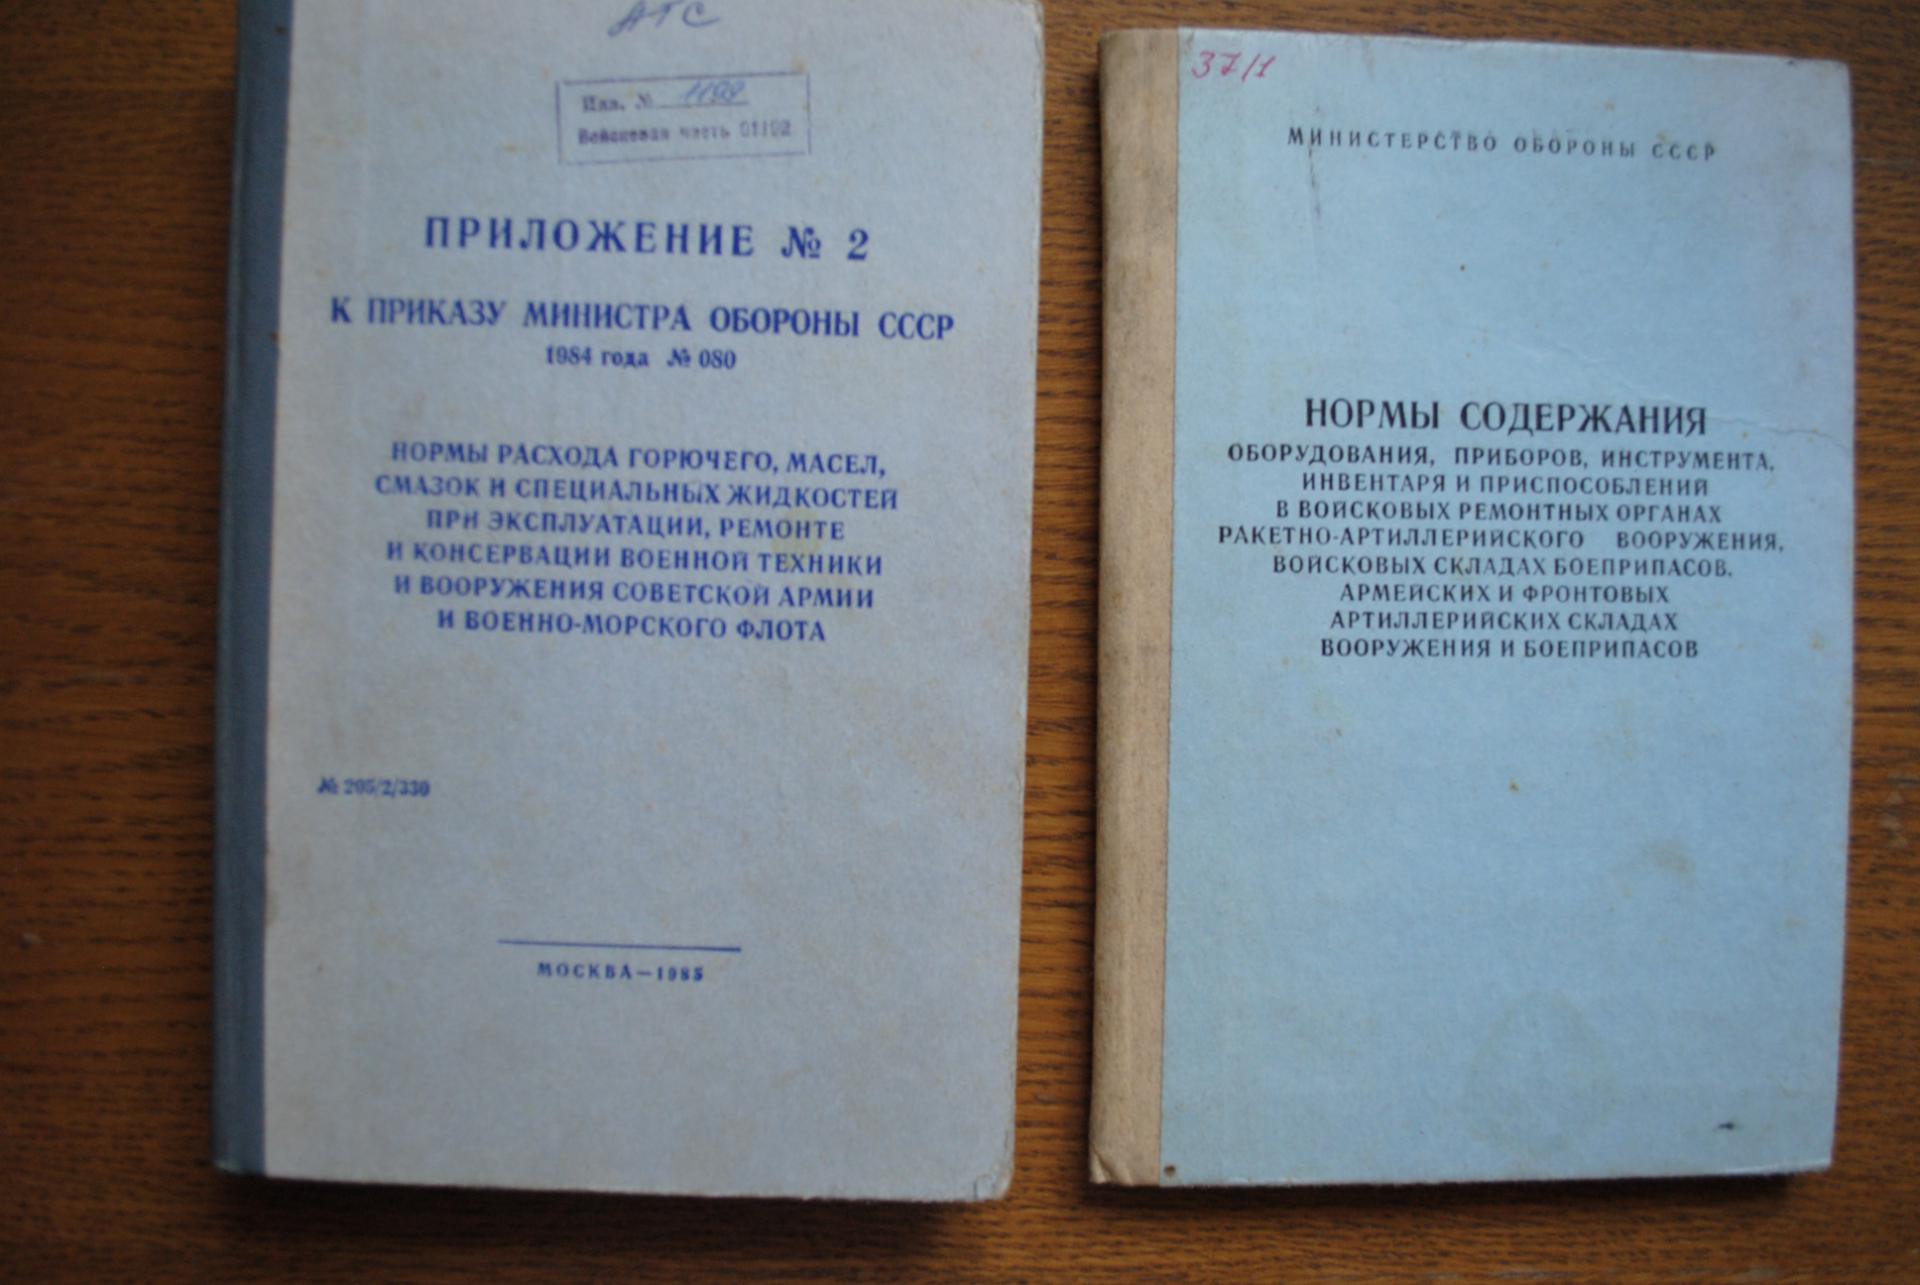 АТС
Инв. № 1199
Войсковая часть 01192
ПРИЛОЖЕНИЕ № 2
К ПРИКАЗУ МИНИСТРА ОБОРОНЫ СССР
1984 года № 080
НОРМЫ РАСХОДА ГОРЮЧЕГО, МАСЕЛ,
СМАЗОК И СПЕЦИАЛЬНЫХ ЖИДКОСТЕЙ
ПРИ ЭКСПЛУАТАЦИИ, РЕМОНТЕ
И КОНСЕРВАЦИИ ВОЕННОЙ ТЕХНИКИ
И ВООРУЖЕНИЯ СОВЕТСКОЙ АРМИИ
И ВОЕННО-МОРСКОГО ФЛОТА
№ 205/2/330
МОСКВА—1985
37/1
МИНИСТЕРСТВО ОБОРОНЫ СССР
НОРМЫ СОДЕРЖАНИЯ
ОБОРУДОВАНИЯ, ПРИБОРОВ, ИНСТРУМЕНТА,
ИНВЕНТАРЯ И ПРИСПОСОБЛЕНИЙ
В ВОЙСКОВЫХ РЕМОНТНЫХ ОРГАНАХ
РАКЕТНО-АРТИЛЛЕРИЙСКОГО ВООРУЖЕНИЯ,
ВОЙСКОВЫХ СКЛАДАХ БОЕПРИПАСОВ,
АРМЕЙСКИХ И ФРОНТОВЫХ
АРТИЛЛЕРИЙСКИХ СКЛАДАХ
ВООРУЖЕНИЯ И БОЕПРИПАСОВ